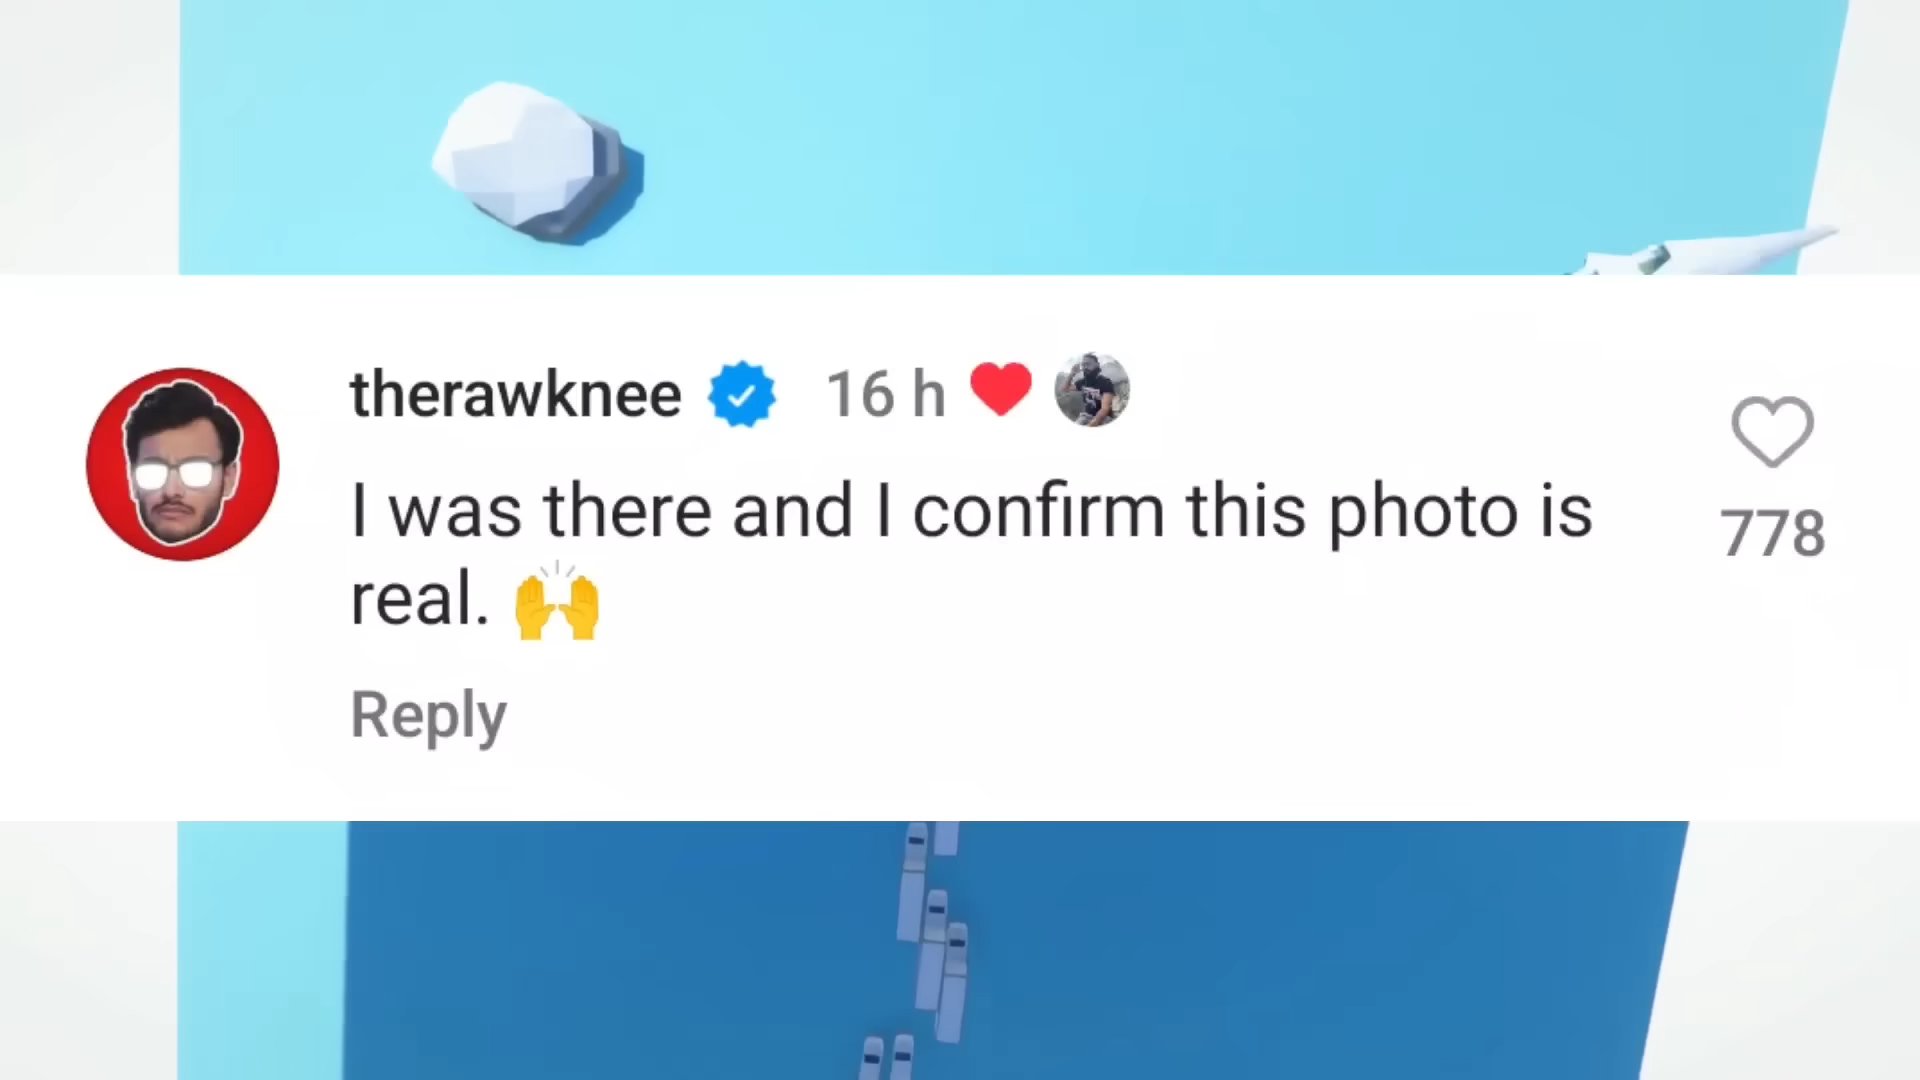 therawknee 16 h
I was there and I confirm this photo is
real. 🙌
778
Reply